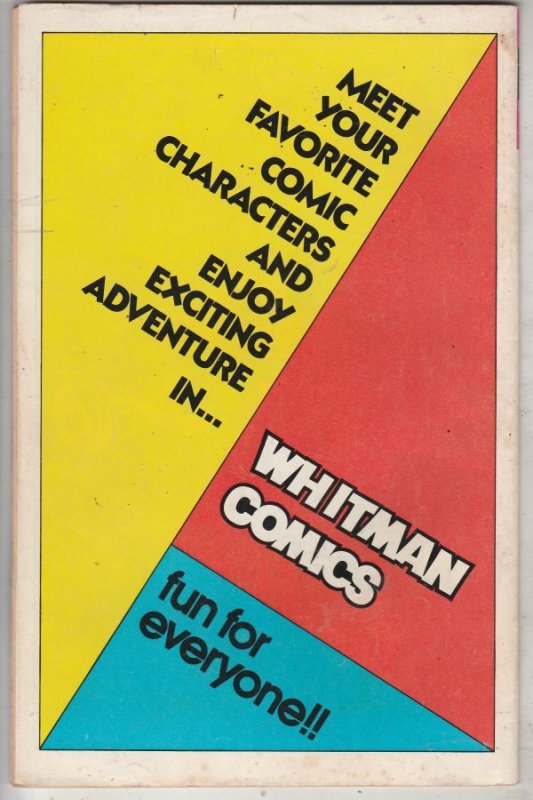 MEET
YOUR
FAVORITE
COMIC
CHARACTERS
AND
ENJOY
EXCITING
ADVENTURE
IN...
WHITMAN
COMICS
fun for
everyone!!